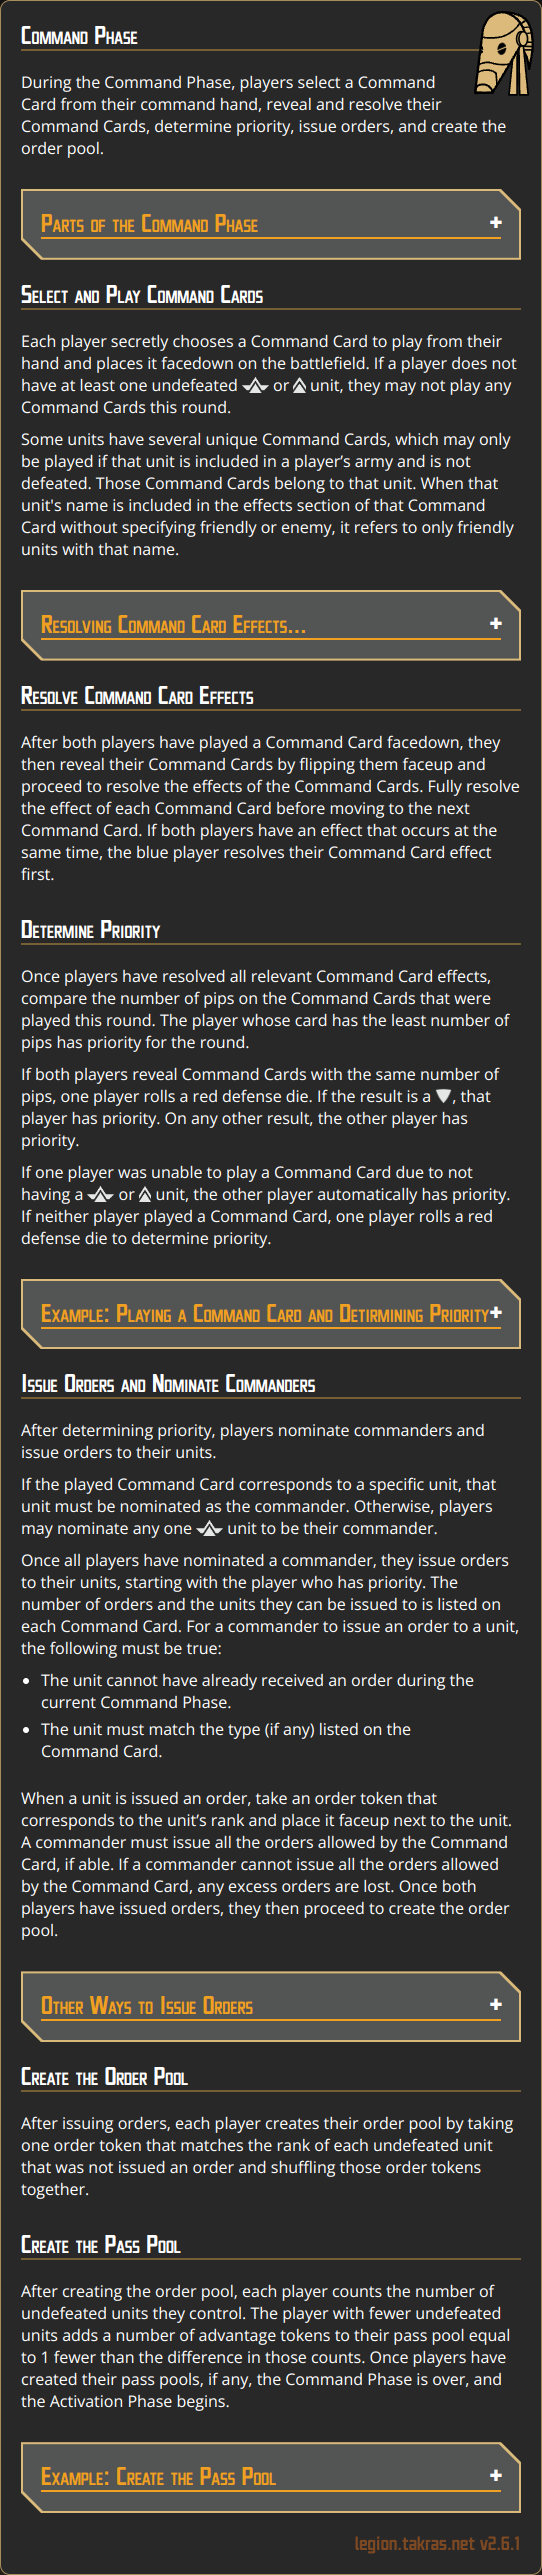 Command Phase
During the Command Phase, players select a Command
Card from their command hand, reveal and resolve their
Command Cards, determine priority, issue orders, and create the
order pool.
Parts of the Command Phase +
Select and Play Command Cards
Each player secretly chooses a Command Card to play from their
hand and places it facedown on the battlefield. If a player does not
have at least one undefeated or unit, they may not play any
Command Cards this round.
Some units have several unique Command Cards, which may only
be played if that unit is included in a player’s army and is not
defeated. Those Command Cards belong to that unit. When that
unit's name is included in the effects section of that Command
Card without specifying friendly or enemy, it refers to only friendly
units with that name.
Resolving Command Card Effects... +
Resolve Command Card Effects
After both players have played a Command Card facedown, they
then reveal their Command Cards by flipping them faceup and
proceed to resolve the effects of the Command Cards. Fully resolve
the effect of each Command Card before moving to the next
Command Card. If both players have an effect that occurs at the
same time, the blue player resolves their Command Card effect
first.
Determine Priority
Once players have resolved all relevant Command Card effects,
compare the number of pips on the Command Cards that were
played this round. The player whose card has the least number of
pips has priority for the round.
If both players reveal Command Cards with the same number of
pips, one player rolls a red defense die. If the result is a , that
player has priority. On any other result, the other player has
priority.
If one player was unable to play a Command Card due to not
having a or unit, the other player automatically has priority.
If neither player played a Command Card, one player rolls a red
defense die to determine priority.
Example: Playing a Command Card and Detirmining Priority +
Issue Orders and Nominate Commanders
After determining priority, players nominate commanders and
issue orders to their units.
If the played Command Card corresponds to a specific unit, that
unit must be nominated as the commander. Otherwise, players
may nominate any one unit to be their commander.
Once all players have nominated a commander, they issue orders
to their units, starting with the player who has priority. The
number of orders and the units they can be issued to is listed on
each Command Card. For a commander to issue an order to a unit,
the following must be true:
• The unit cannot have already received an order during the
current Command Phase.
• The unit must match the type (if any) listed on the
Command Card.
When a unit is issued an order, take an order token that
corresponds to the unit’s rank and place it faceup next to the unit.
A commander must issue all the orders allowed by the Command
Card, if able. If a commander cannot issue all the orders allowed
by the Command Card, any excess orders are lost. Once both
players have issued orders, they then proceed to create the order
pool.
Other Ways to Issue Orders +
Create the Order Pool
After issuing orders, each player creates their order pool by taking
one order token that matches the rank of each undefeated unit
that was not issued an order and shuffling those order tokens
together.
Create the Pass Pool
After creating the order pool, each player counts the number of
undefeated units they control. The player with fewer undefeated
units adds a number of advantage tokens to their pass pool equal
to 1 fewer than the difference in those counts. Once players have
created their pass pools, if any, the Command Phase is over, and
the Activation Phase begins.
Example: Create the Pass Pool +
legion.takras.net v2.6.1